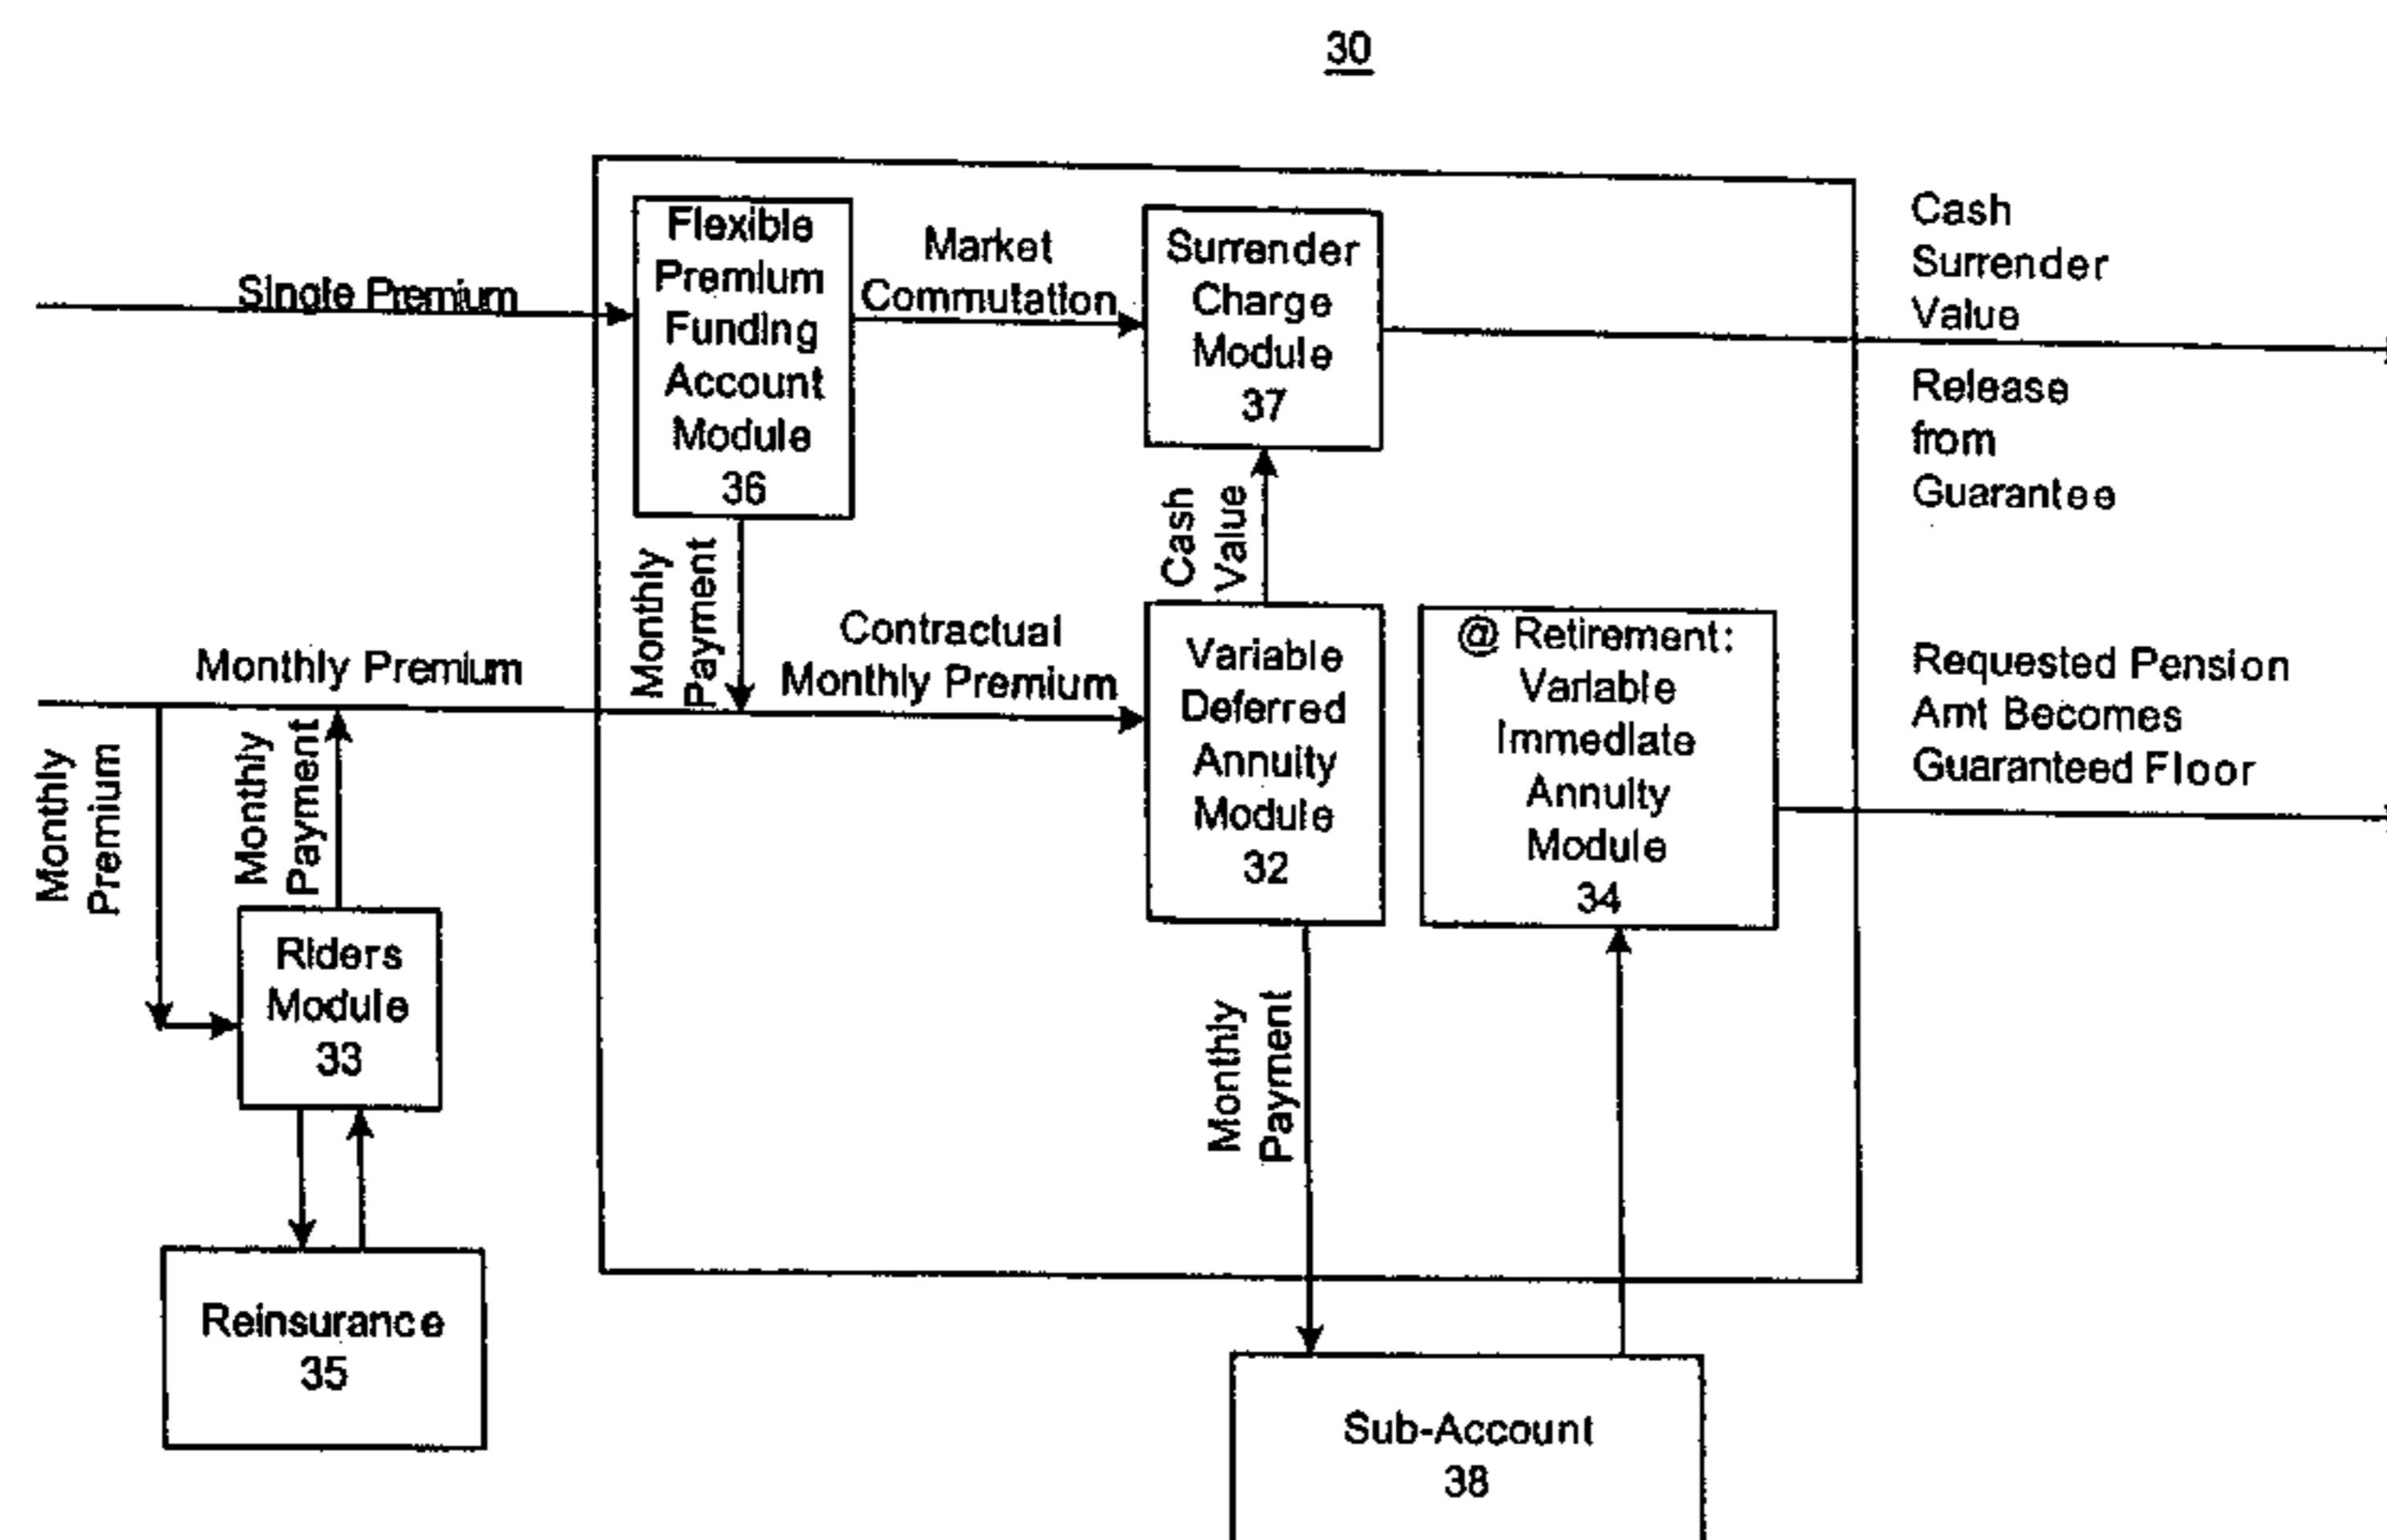 30
Single Premium
Flexible
Premium
Funding
Account
Module
36
Market
Commutation
Surrender
Charge
Module
37
Cash
Surrender
Value
Release
from
Guarantee
Monthly
Payment
Cash
Value
Monthly Premium
Contractual
Monthly Premium
Variable
Deferred
Annuity
Module
32
@ Retirement:
Variable
Immediate
Annuity
Module
34
Requested Pension
Amt Becomes
Guaranteed Floor
Monthly
Premium
Monthly
Payment
Riders
Module
33
Monthly
Payment
Reinsurance
35
Sub-Account
38